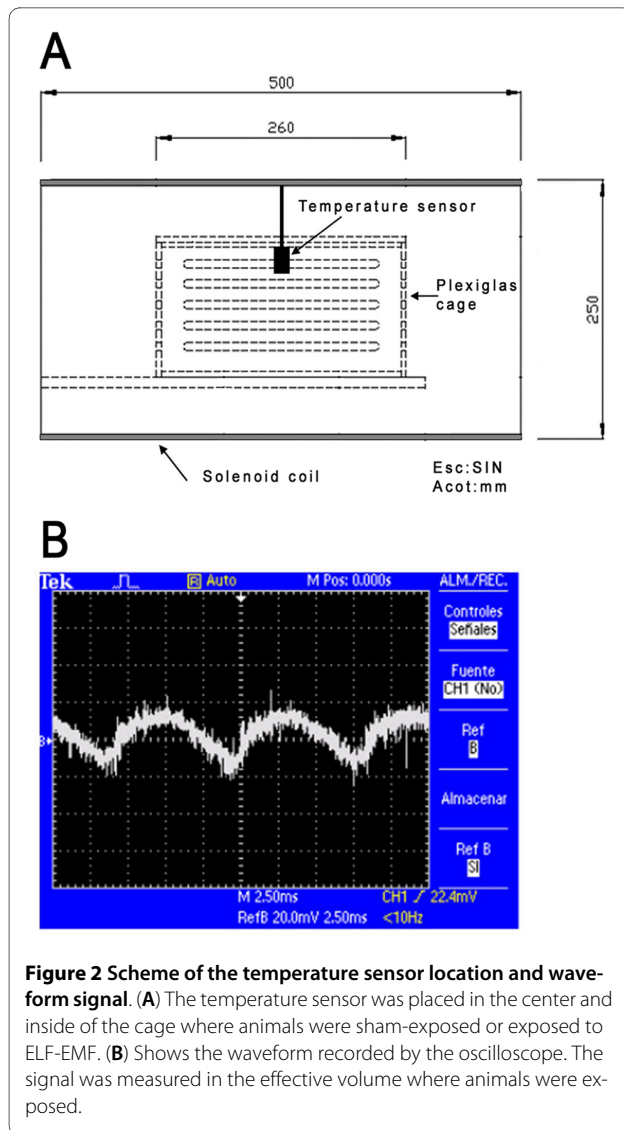 A
500
260
Temperature sensor
Plexiglas
cage
250
Solenoid coil
Esc:SIN
Acot:mm
B
Tek
R Auto
M Pos: 0.000s
ALM./REC.
Controles
Señales
Fuente
CH1 (No)
Ref
B
B
Almacenar
Ref B
SI
M 2.50ms
CH1 22.4mV
RefB 20.0mV 2.50ms
<10Hz
Figure 2 Scheme of the temperature sensor location and wave-
form signal. (A) The temperature sensor was placed in the center and
inside of the cage where animals were sham-exposed or exposed to
ELF-EMF. (B) Shows the waveform recorded by the oscilloscope. The
signal was measured in the effective volume where animals were ex-
posed.